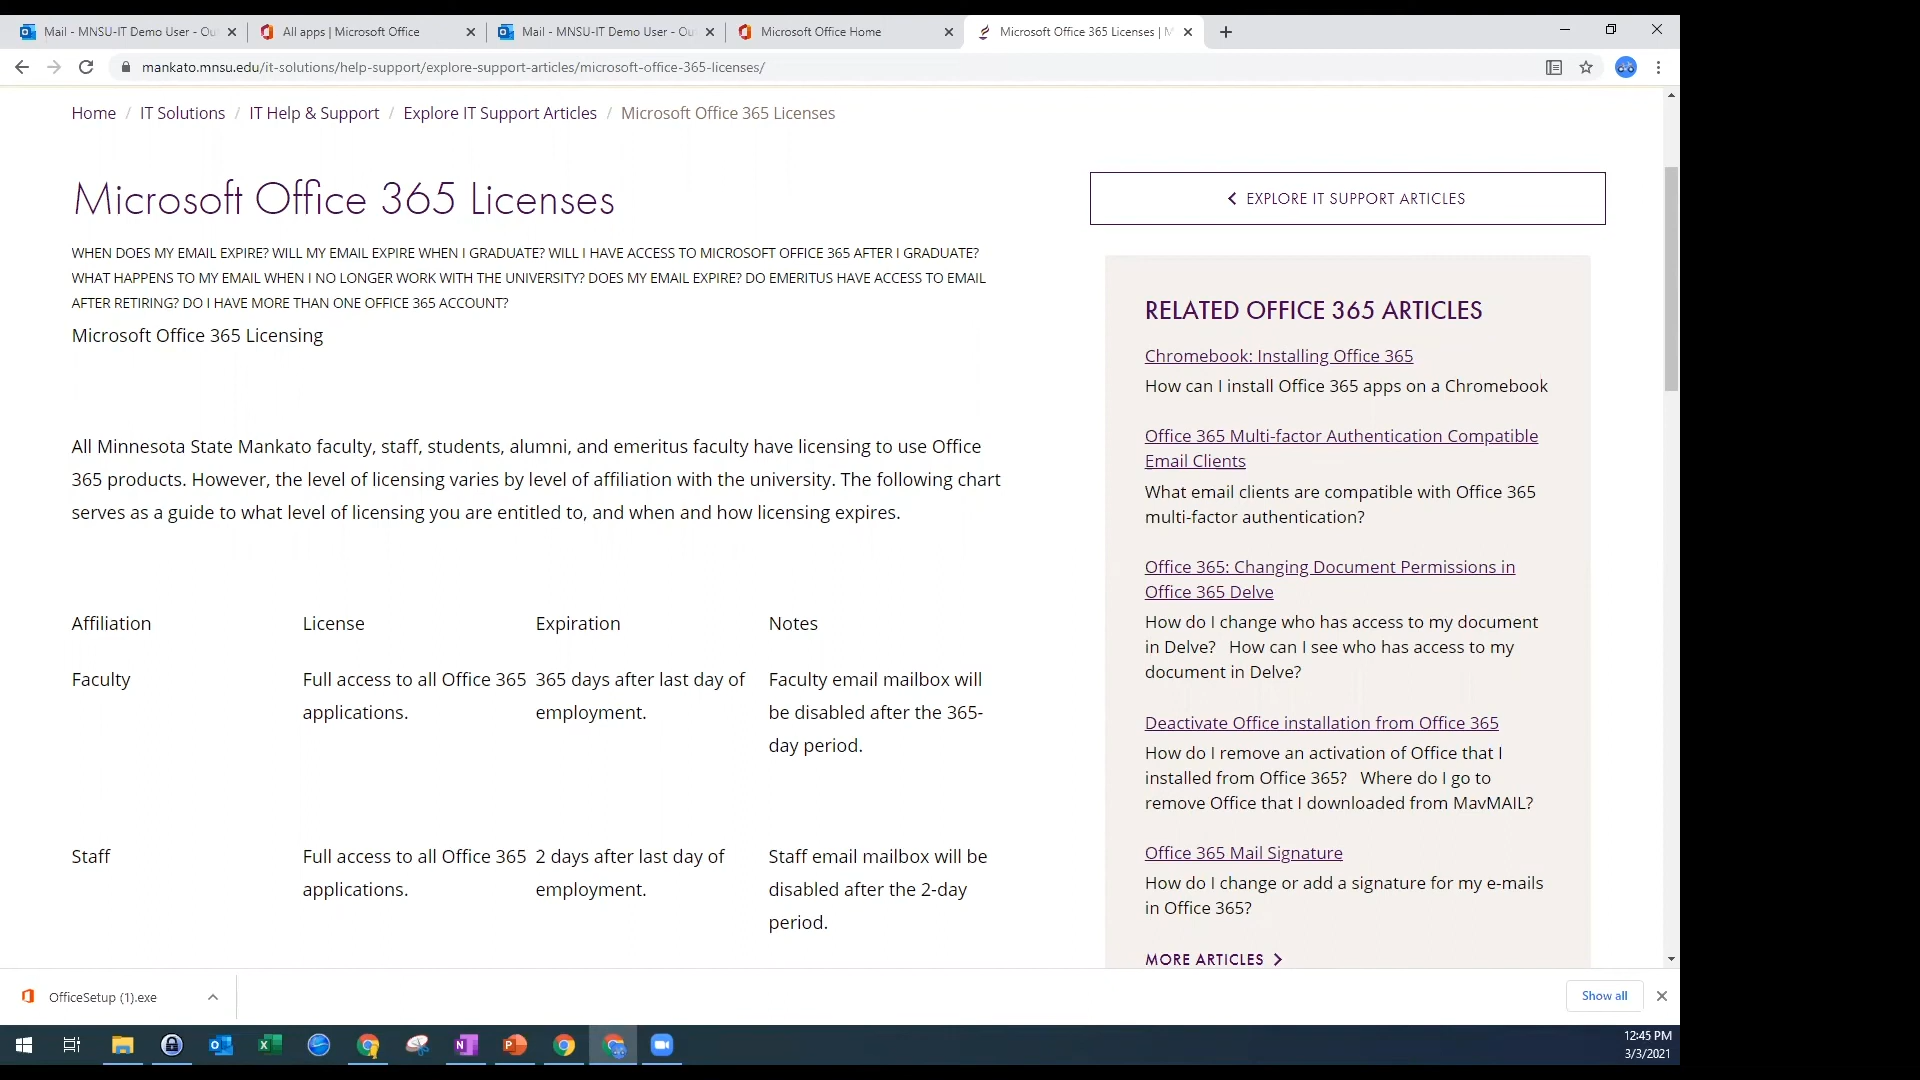 Mail - MNSU-IT Demo User - Ou
All apps | Microsoft Office
Mail - MNSU-IT Demo User - Ou
Microsoft Office Home
Microsoft Office 365 Licenses | M
mankato.mnsu.edu/it-solutions/help-support/explore-support-articles/microsoft-office-365-licenses/
Home / IT Solutions / IT Help & Support / Explore IT Support Articles / Microsoft Office 365 Licenses
Microsoft Office 365 Licenses
WHEN DOES MY EMAIL EXPIRE? WILL MY EMAIL EXPIRE WHEN I GRADUATE? WILL I HAVE ACCESS TO MICROSOFT OFFICE 365 AFTER I GRADUATE?
WHAT HAPPENS TO MY EMAIL WHEN I NO LONGER WORK WITH THE UNIVERSITY? DOES MY EMAIL EXPIRE? DO EMERITUS HAVE ACCESS TO EMAIL
AFTER RETIRING? DO I HAVE MORE THAN ONE OFFICE 365 ACCOUNT?
Microsoft Office 365 Licensing
All Minnesota State Mankato faculty, staff, students, alumni, and emeritus faculty have licensing to use Office
365 products. However, the level of licensing varies by level of affiliation with the university. The following chart
serves as a guide to what level of licensing you are entitled to, and when and how licensing expires.
Affiliation License Expiration Notes
Faculty Full access to all Office 365 365 days after last day of Faculty email mailbox will
applications. employment. be disabled after the 365-
day period.
Staff Full access to all Office 365 2 days after last day of Staff email mailbox will be
applications. employment. disabled after the 2-day
period.
EXPLORE IT SUPPORT ARTICLES
RELATED OFFICE 365 ARTICLES
Chromebook: Installing Office 365
How can I install Office 365 apps on a Chromebook
Office 365 Multi-factor Authentication Compatible
Email Clients
What email clients are compatible with Office 365
multi-factor authentication?
Office 365: Changing Document Permissions in
Office 365 Delve
How do I change who has access to my document
in Delve? How can I see who has access to my
document in Delve?
Deactivate Office installation from Office 365
How do I remove an activation of Office that I
installed from Office 365? Where do I go to
remove Office that I downloaded from MavMAIL?
Office 365 Mail Signature
How do I change or add a signature for my e-mails
in Office 365?
MORE ARTICLES
OfficeSetup (1).exe
Show all
12:45 PM
3/3/2021